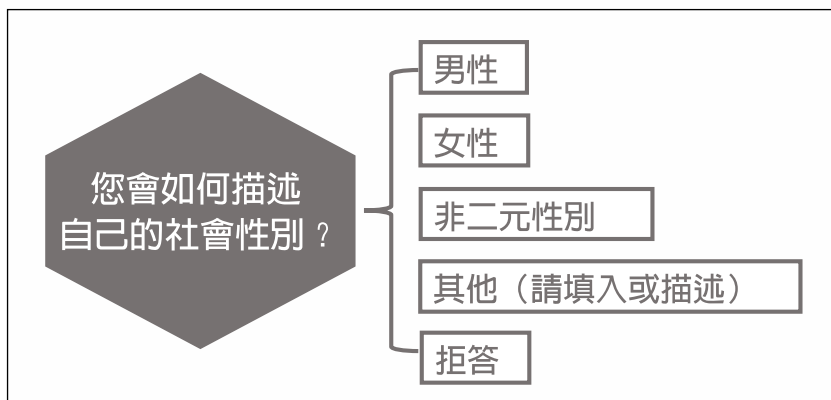 您會如何描述
自己的社會性別？
男性
女性
非二元性別
其他（請填入或描述）
拒答